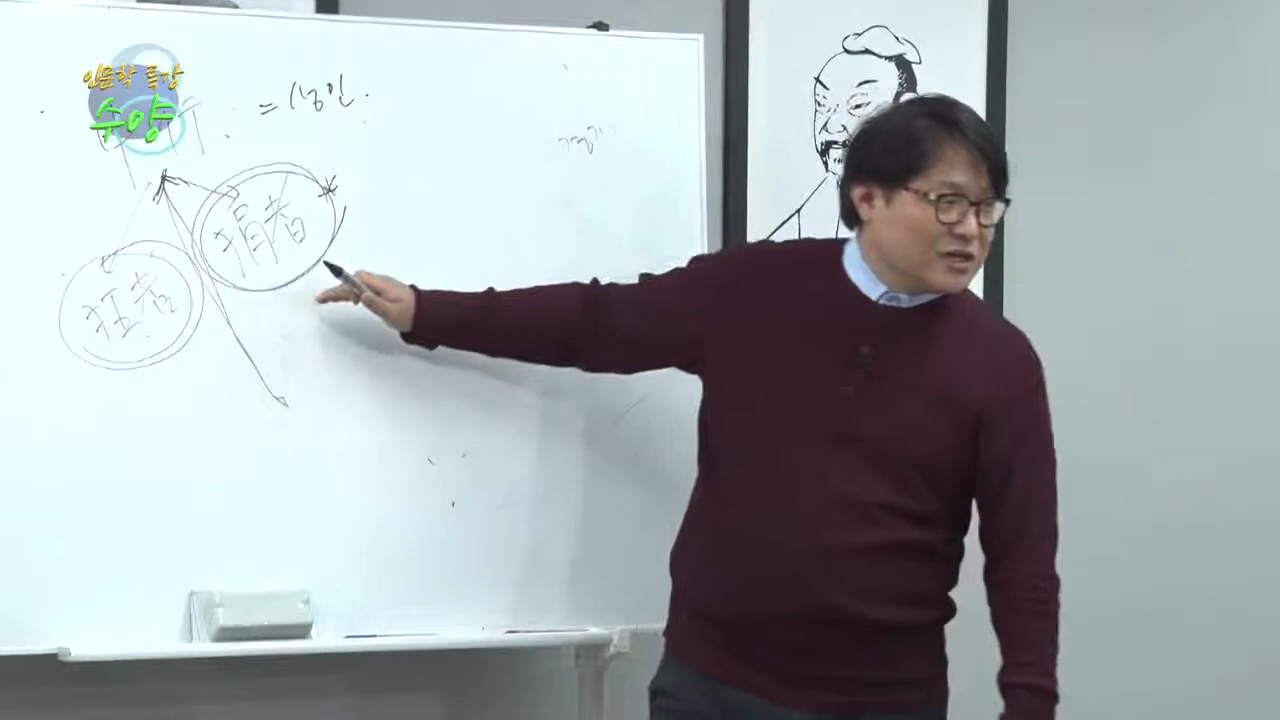 인문학 특강
수양
= 성인.
狷者
狂者